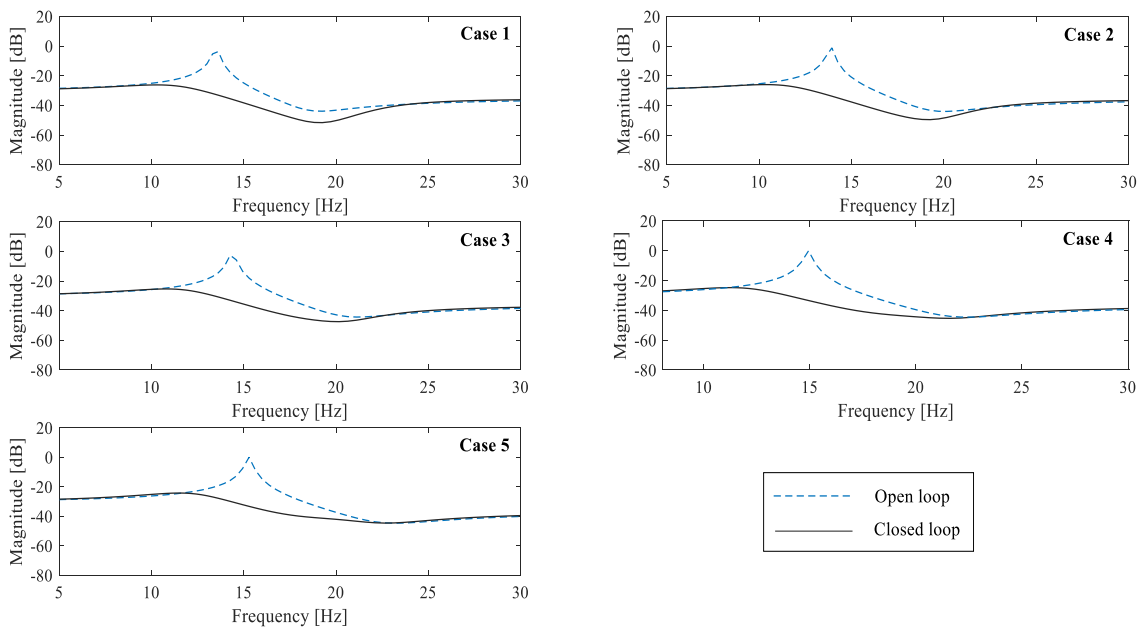 Case 1
Magnitude [dB]
20
0
-20
-40
-60
-80
5 10 15 20 25 30
Frequency [Hz]
Case 2
Magnitude [dB]
20
0
-20
-40
-60
-80
5 10 15 20 25 30
Frequency [Hz]
Case 3
Magnitude [dB]
20
0
-20
-40
-60
-80
5 10 15 20 25 30
Frequency [Hz]
Case 4
Magnitude [dB]
20
0
-20
-40
-60
-80
10 15 20 25 30
Frequency [Hz]
Case 5
Magnitude [dB]
20
0
-20
-40
-60
-80
5 10 15 20 25 30
Frequency [Hz]
Open loop
Closed loop